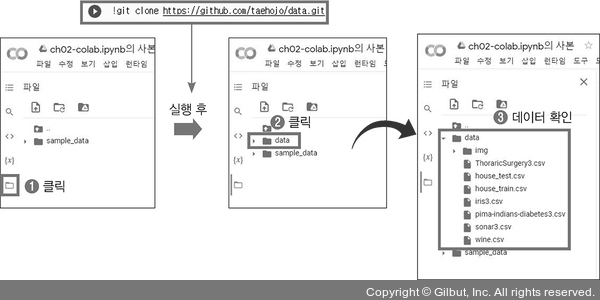 !git clone https://github.com/taehojo/data.git
CO
ch02-colab.ipynb의 사본
파일 수정 보기 삽입 런타임
파일
..
sample_data
{x}
1 클릭
실행 후
CO
ch02-colab.ipynb의 사본
파일 수정 보기 삽입 런타임
파일
2 클릭
..
data
sample_data
{x}
CO
ch02-colab.ipynb의 사본
파일 수정 보기 삽입 런타임 도구
파일
3 데이터 확인
..
data
img
ThoraricSurgery3.csv
house_test.csv
house_train.csv
iris3.csv
pima-indians-diabetes3.csv
sonar3.csv
wine.csv
sample_data
{x}
Copyright © Gilbut, Inc. All rights reserved.